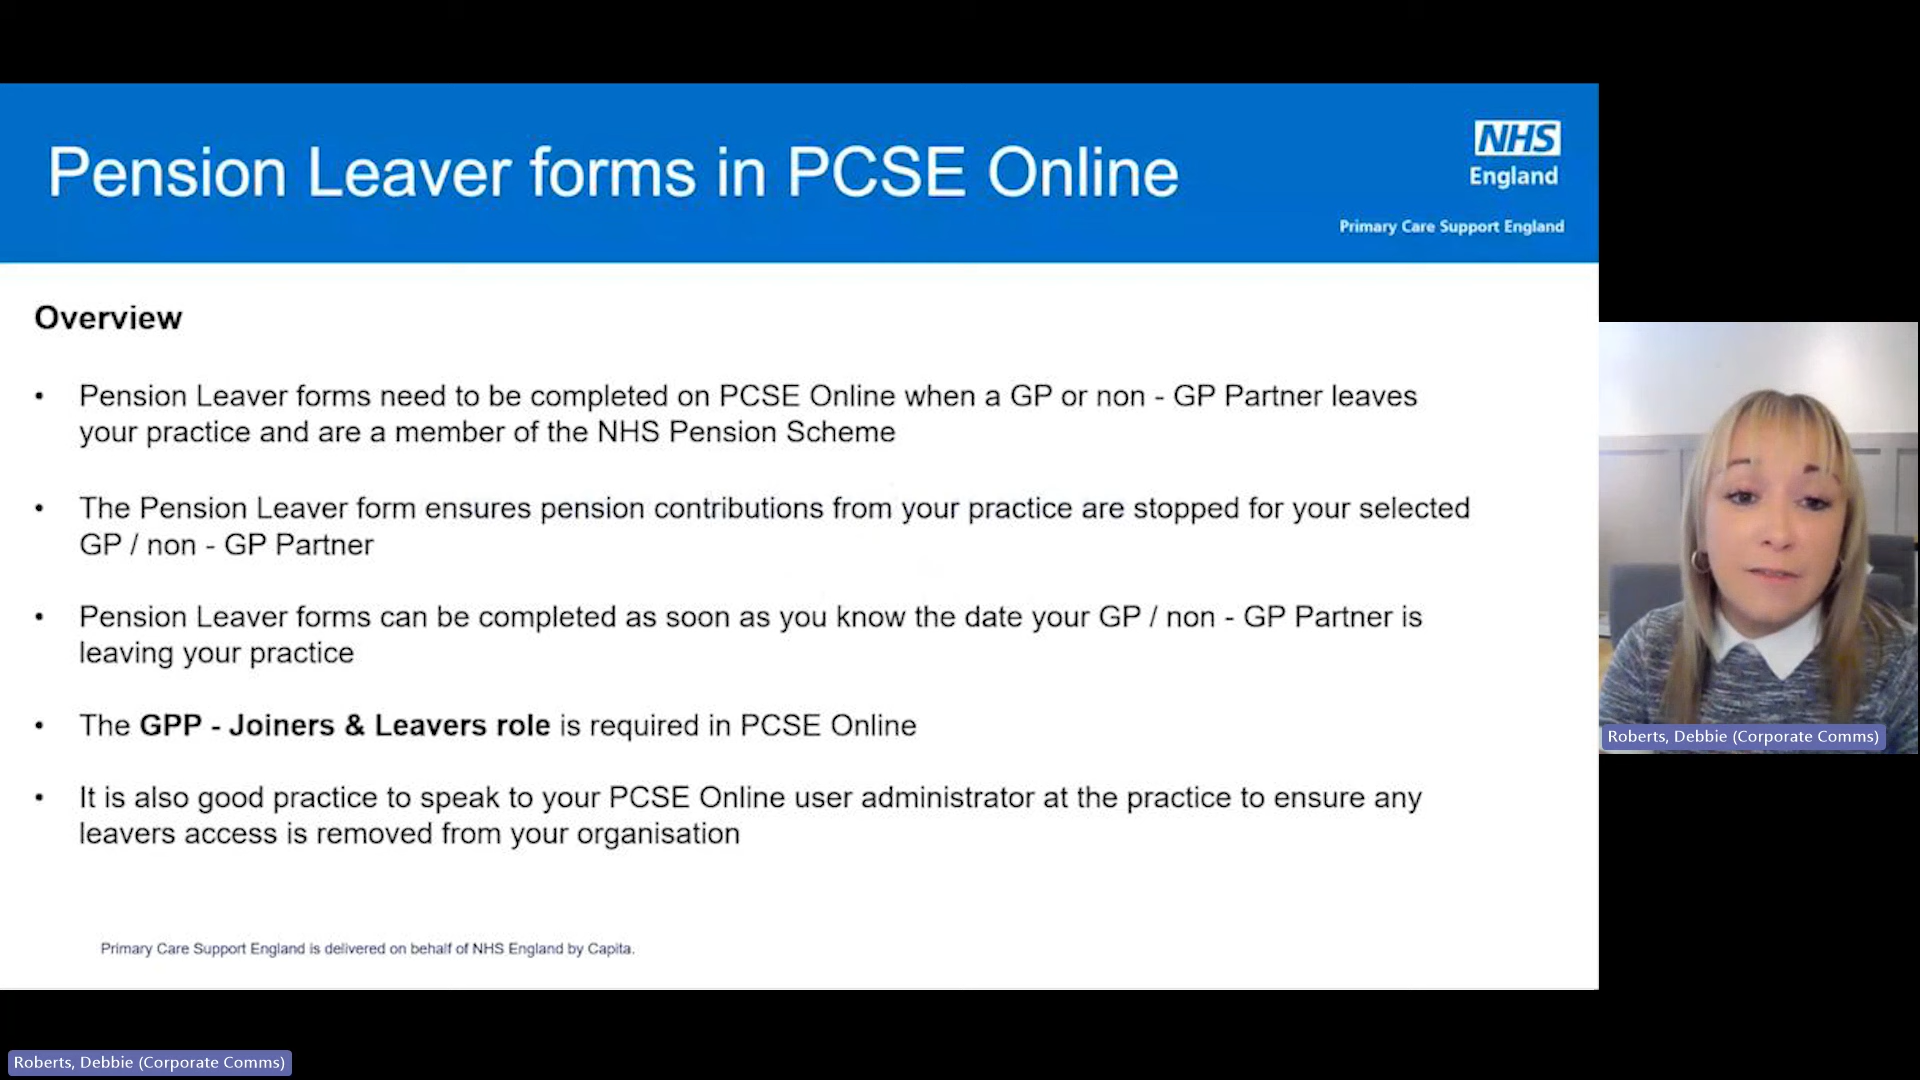 Pension Leaver forms in PCSE Online
NHS
England
Primary Care Support England
Overview
• Pension Leaver forms need to be completed on PCSE Online when a GP or non - GP Partner leaves
your practice and are a member of the NHS Pension Scheme
• The Pension Leaver form ensures pension contributions from your practice are stopped for your selected
GP / non - GP Partner
• Pension Leaver forms can be completed as soon as you know the date your GP / non - GP Partner is
leaving your practice
• The GPP - Joiners & Leavers role is required in PCSE Online
• It is also good practice to speak to your PCSE Online user administrator at the practice to ensure any
leavers access is removed from your organisation
Primary Care Support England is delivered on behalf of NHS England by Capita.
Roberts, Debbie (Corporate Comms)
Roberts, Debbie (Corporate Comms)